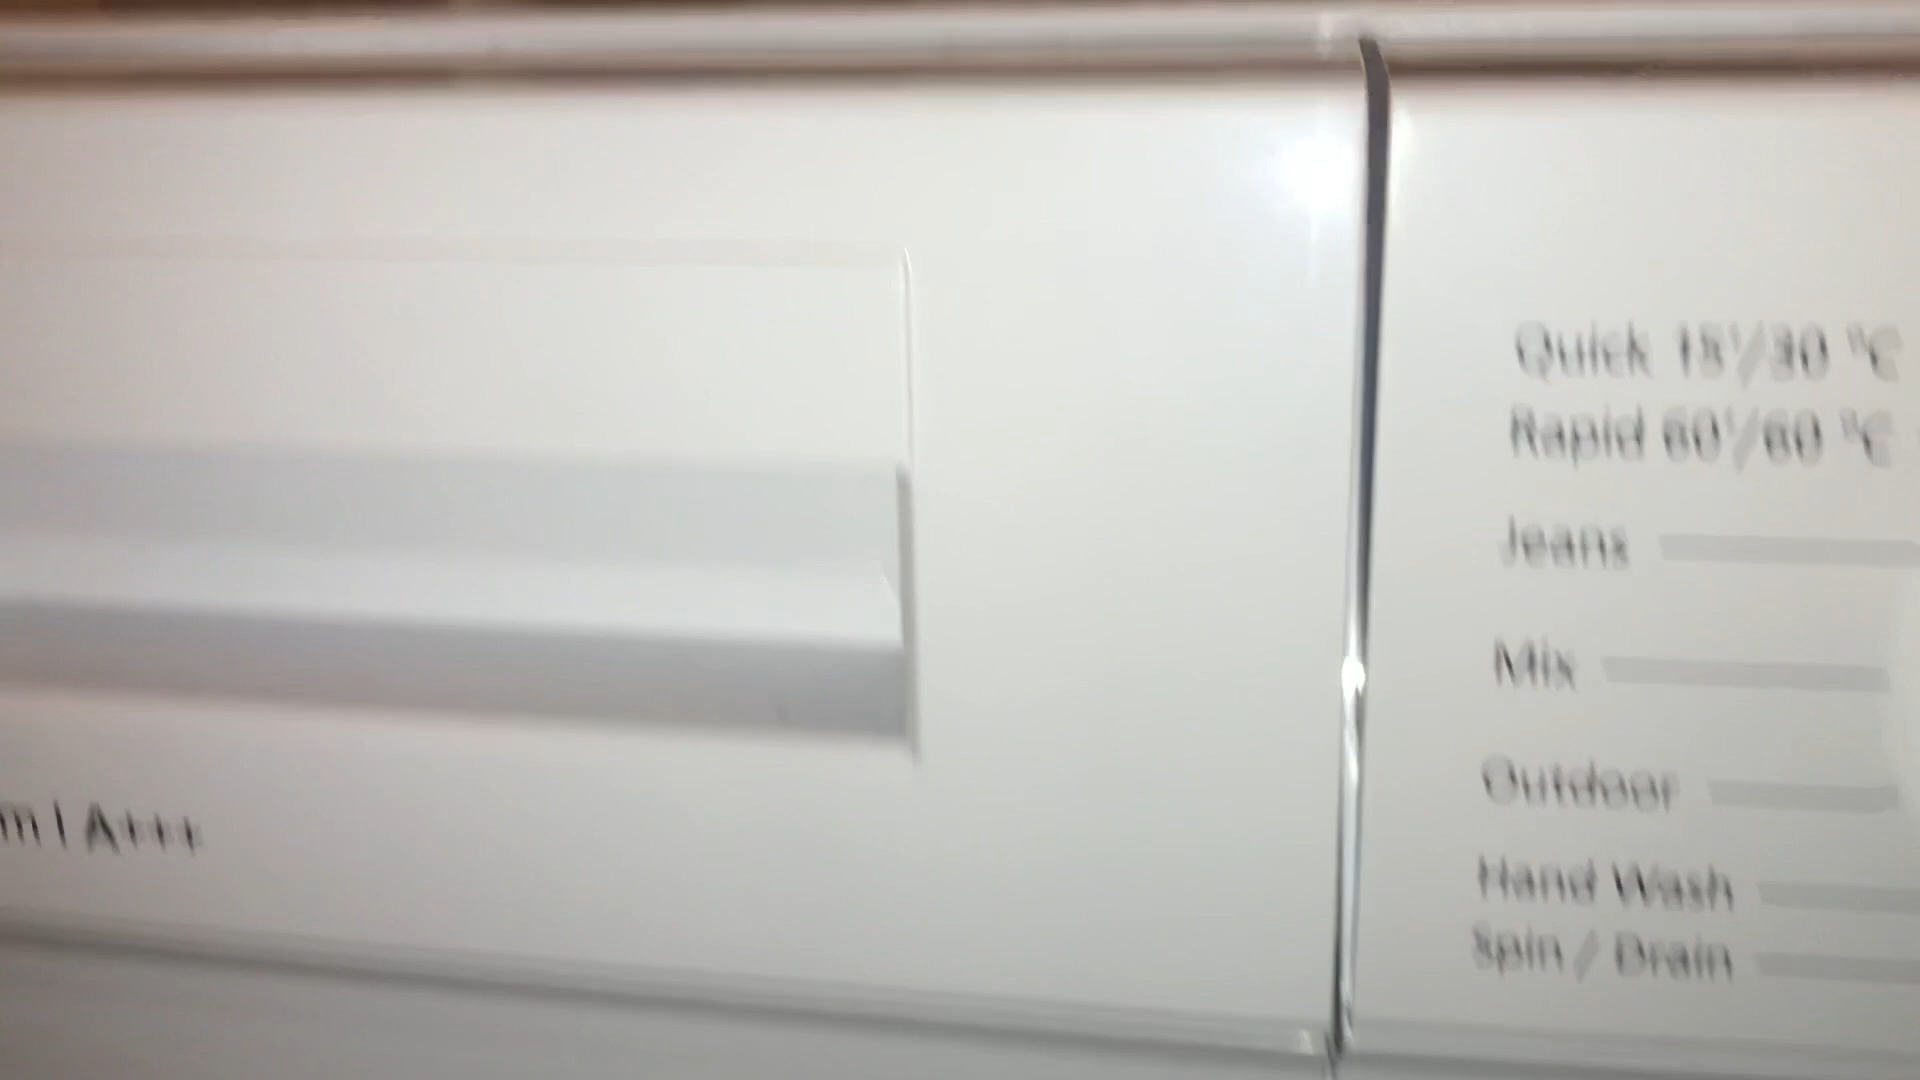 Quick 15'/30 °C
Rapid 60'/60 °C
Jeans
Mix
Outdoor
Hand Wash
Spin / Drain
m | A+++